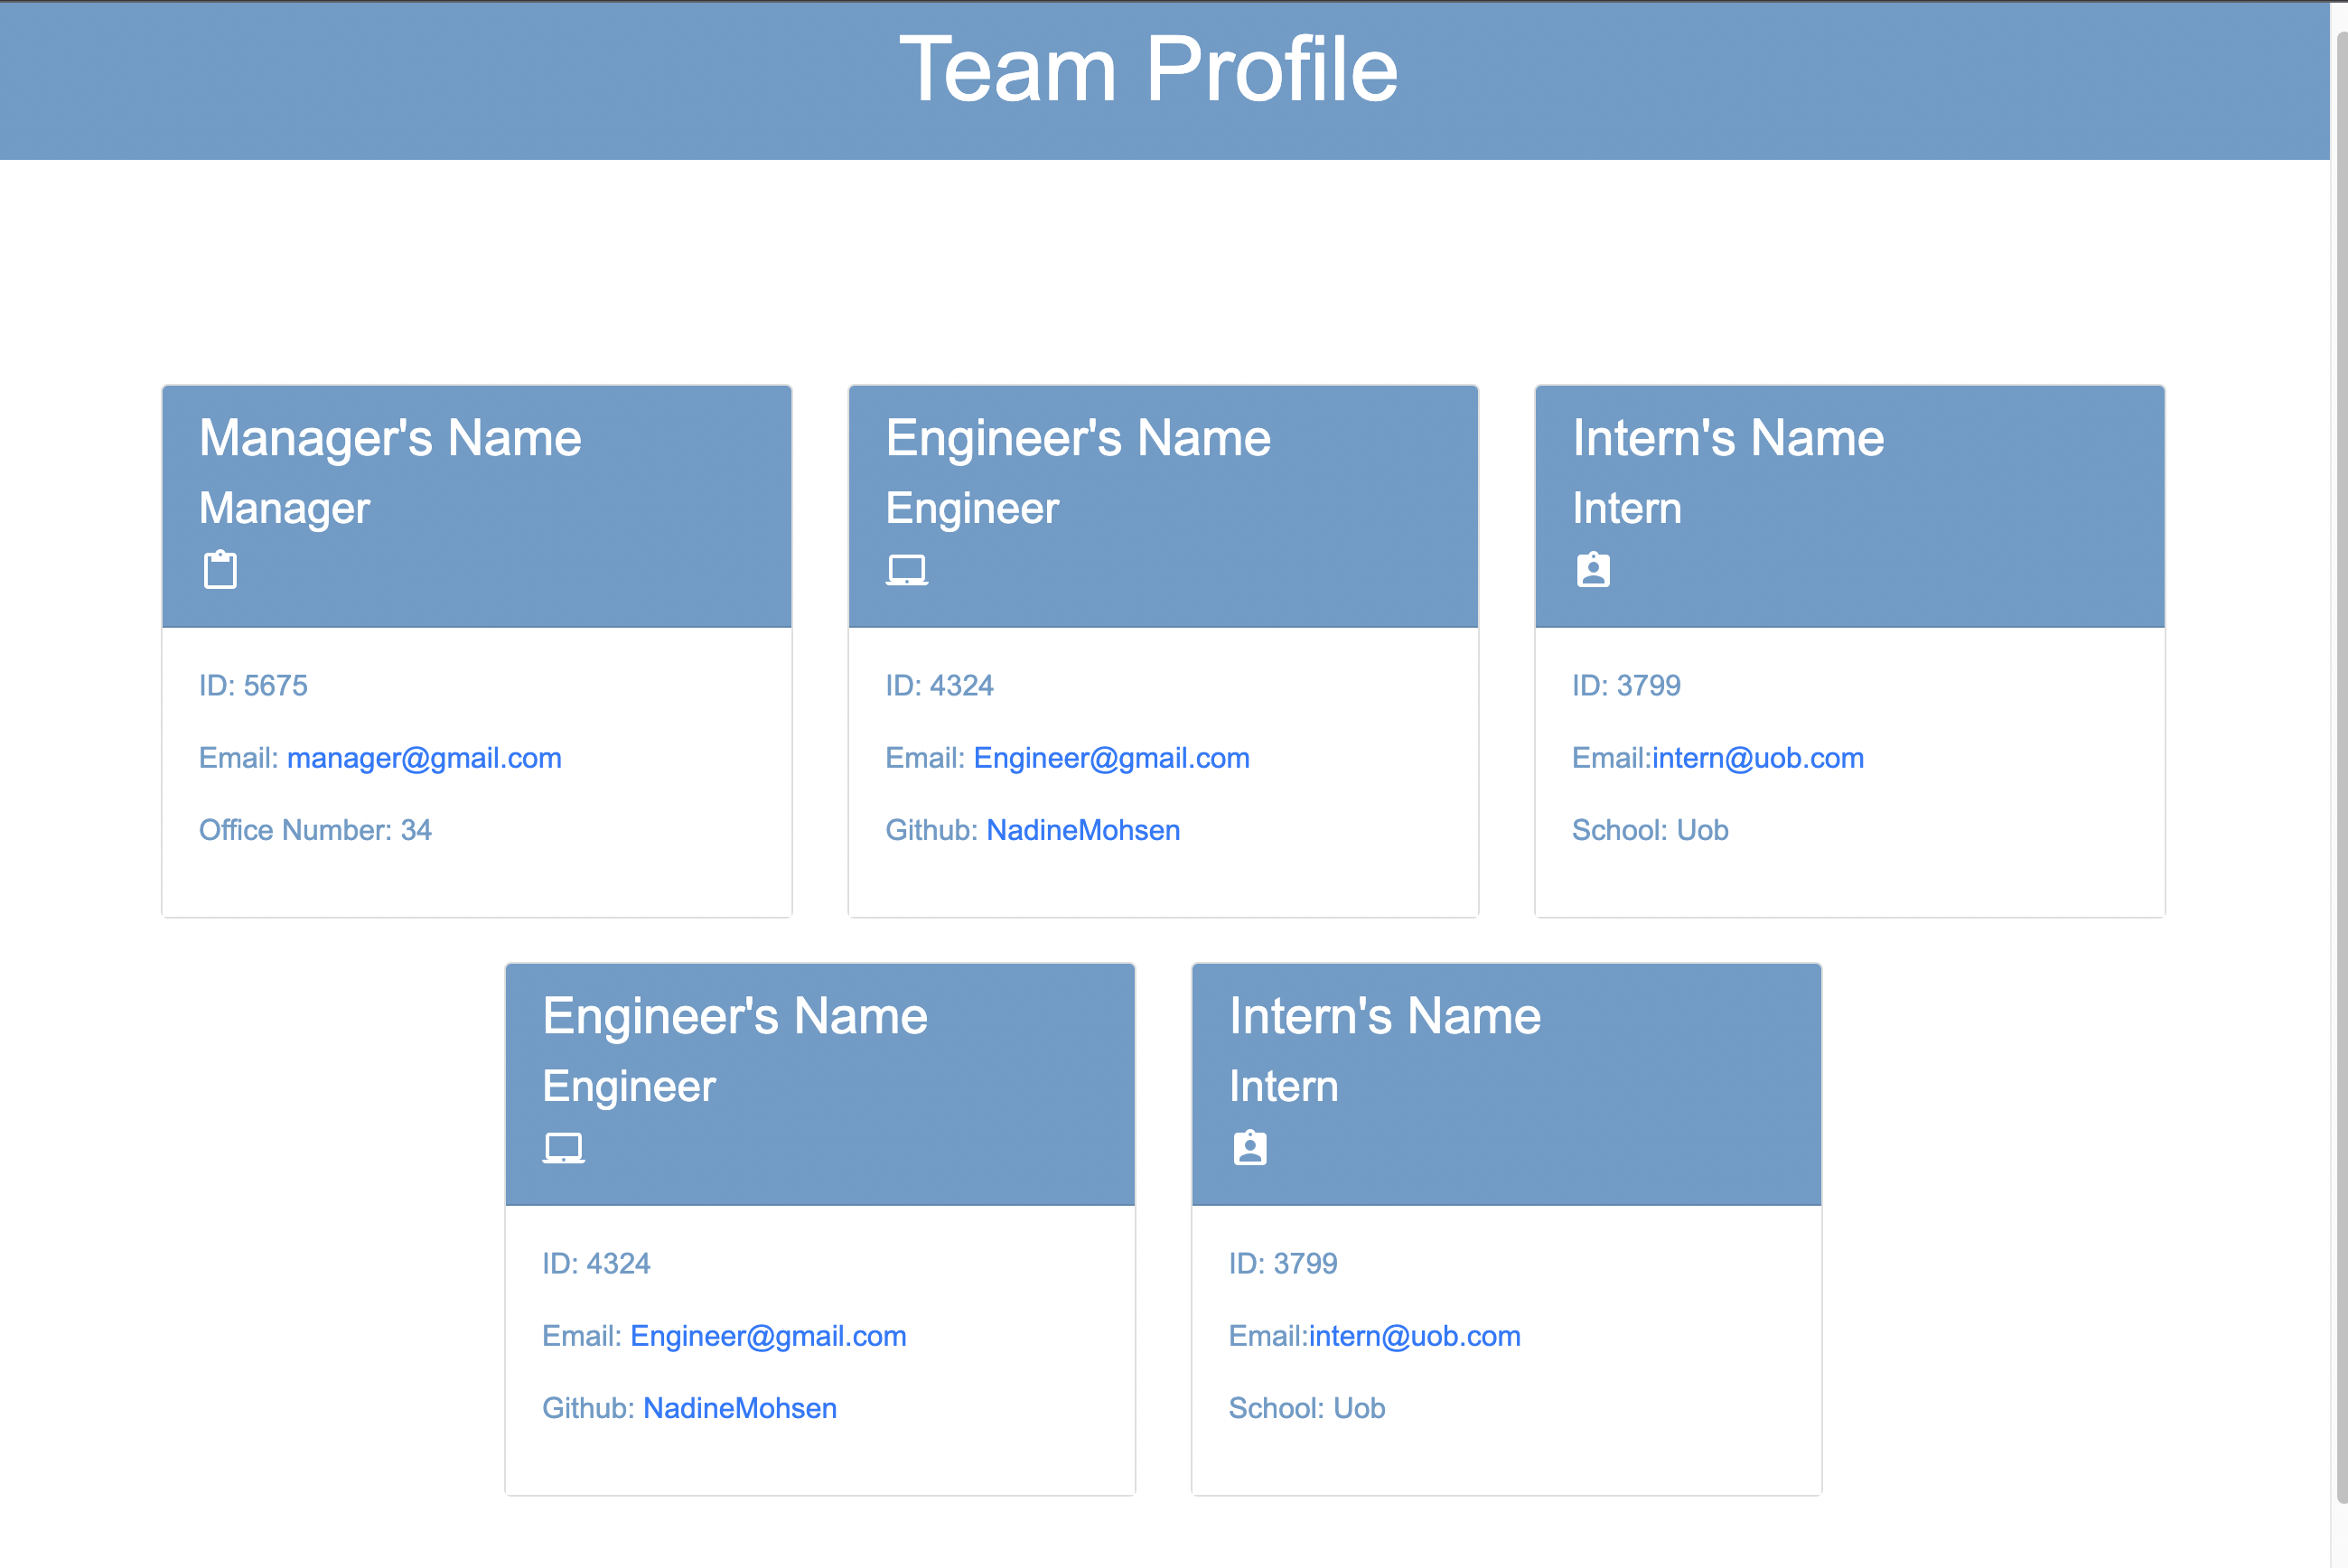 Team Profile
Manager's Name
Manager
ID: 5675
Email: manager@gmail.com
Office Number: 34
Engineer's Name
Engineer
ID: 4324
Email: Engineer@gmail.com
Github: NadineMohsen
Intern's Name
Intern
ID: 3799
Email:intern@uob.com
School: Uob
Engineer's Name
Engineer
ID: 4324
Email: Engineer@gmail.com
Github: NadineMohsen
Intern's Name
Intern
ID: 3799
Email:intern@uob.com
School: Uob